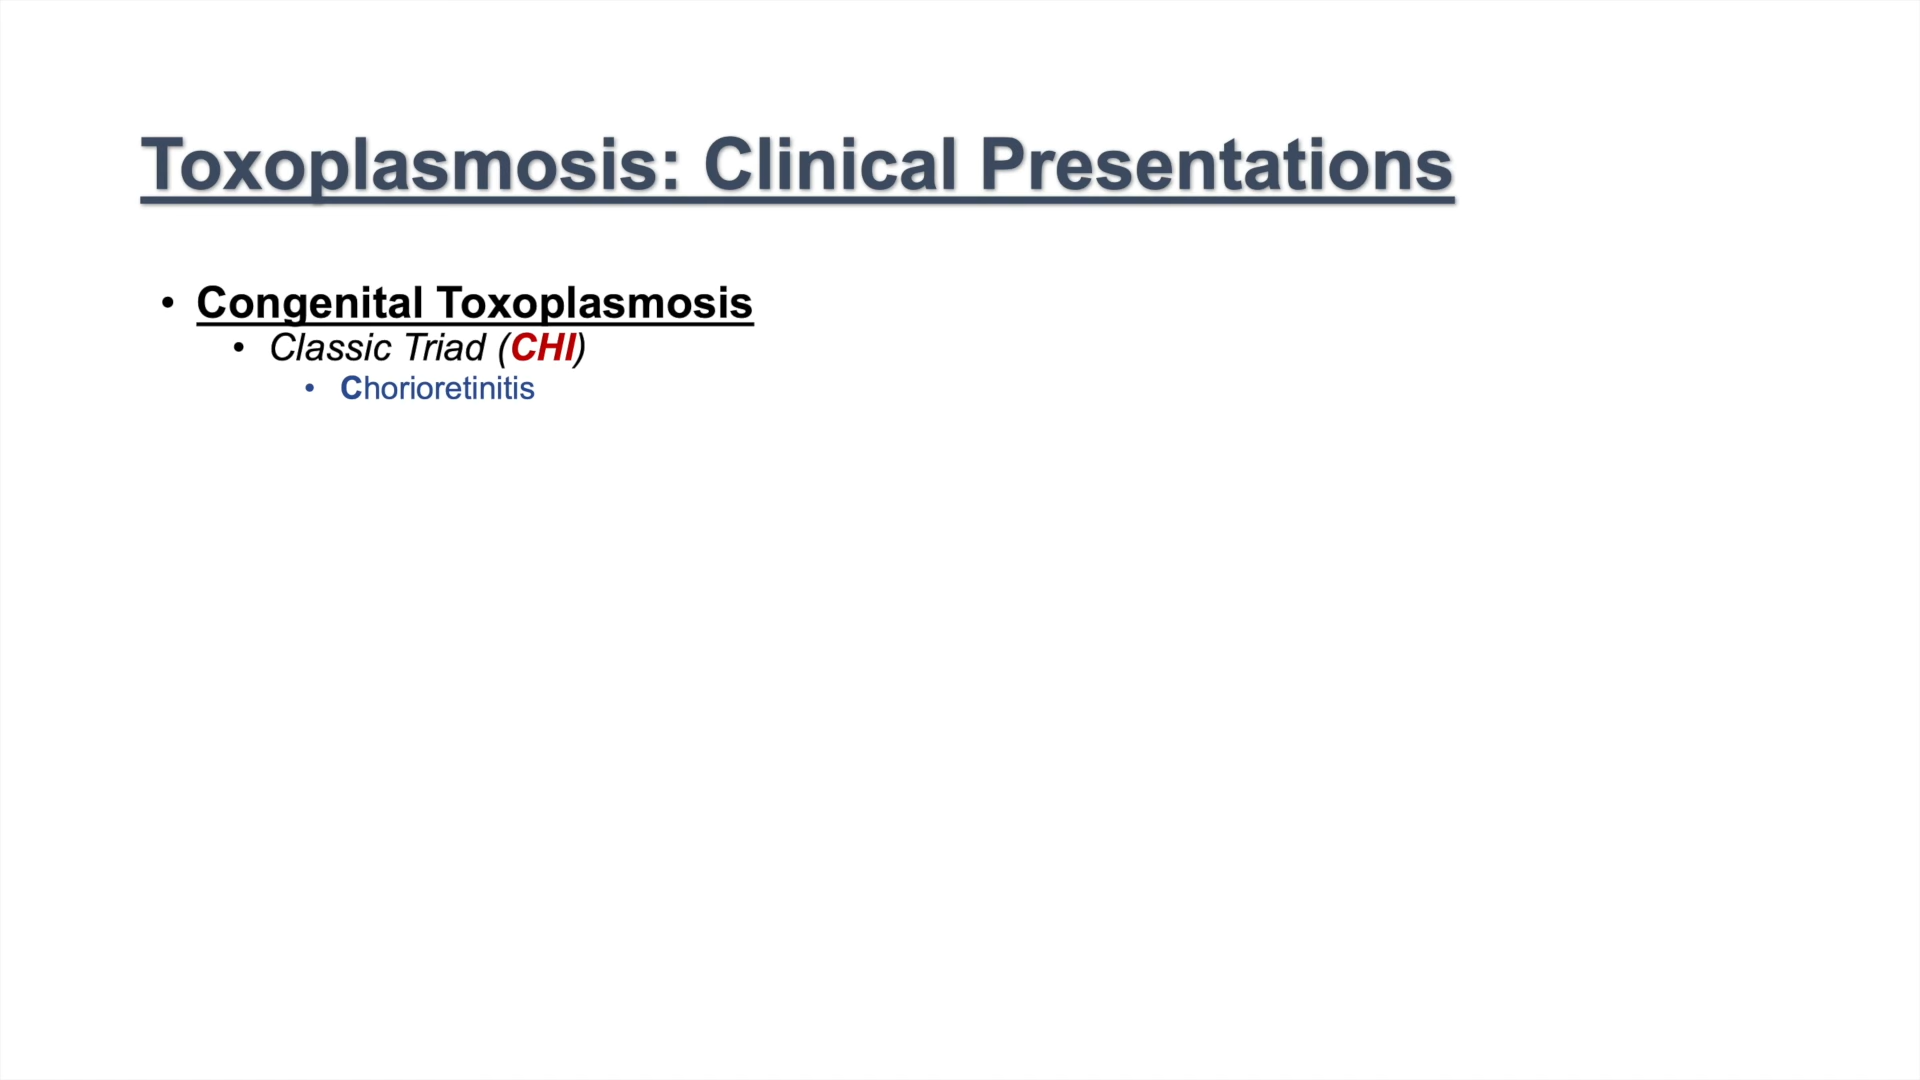 Toxoplasmosis: Clinical Presentations
• Congenital Toxoplasmosis
• Classic Triad (CHI)
• Chorioretinitis